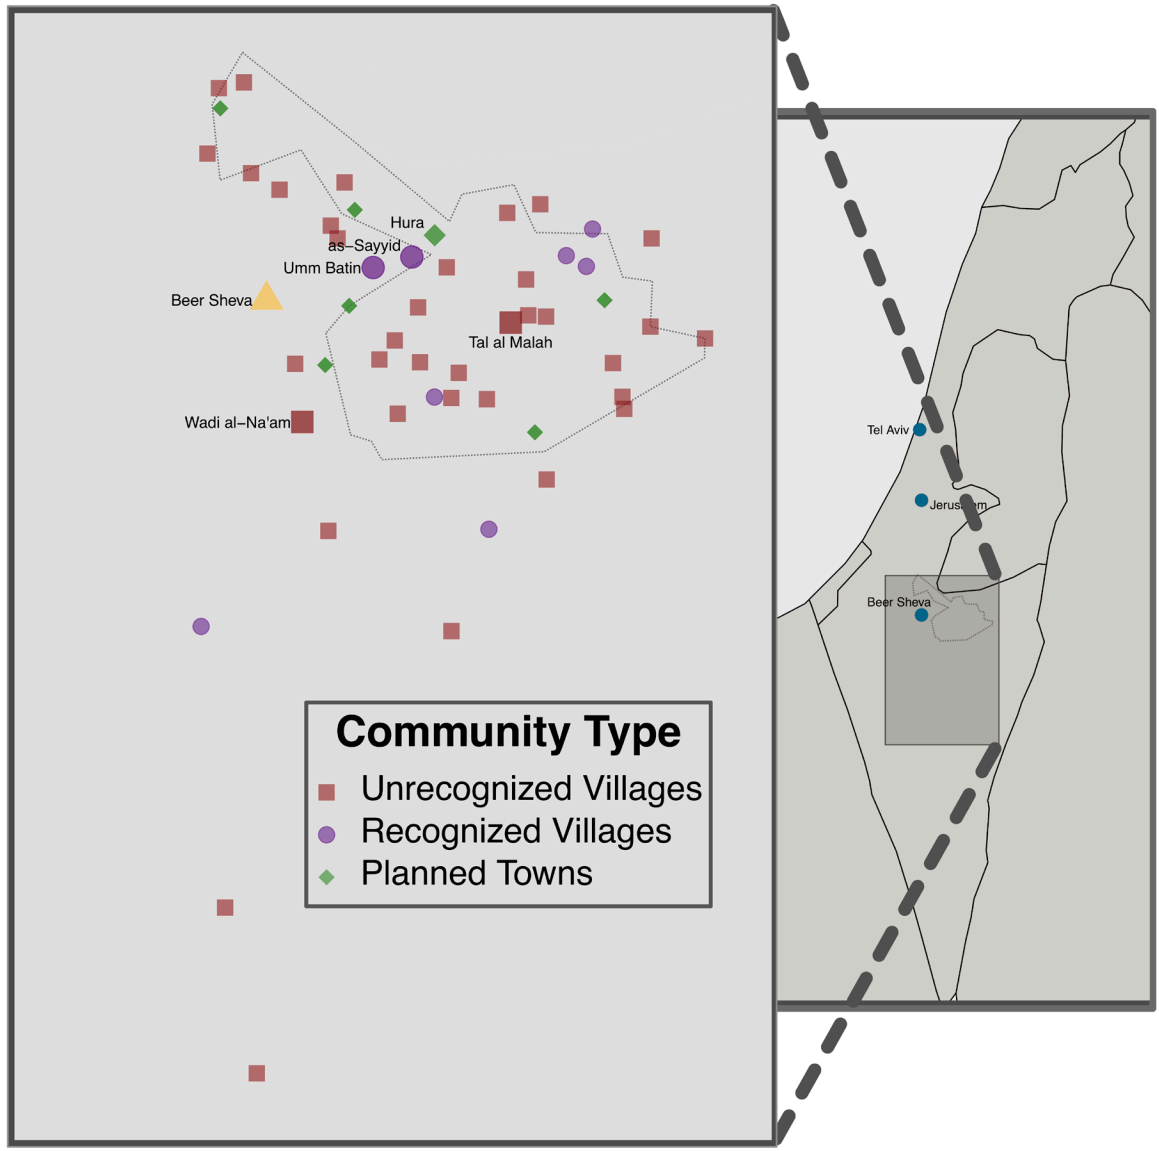 Hura
as−Sayyid
Umm Batin
Beer Sheva
Tal al Malah
Wadi al−Na'am
Community Type
Unrecognized Villages
Recognized Villages
Planned Towns
Tel Aviv
Jerusalem
Beer Sheva